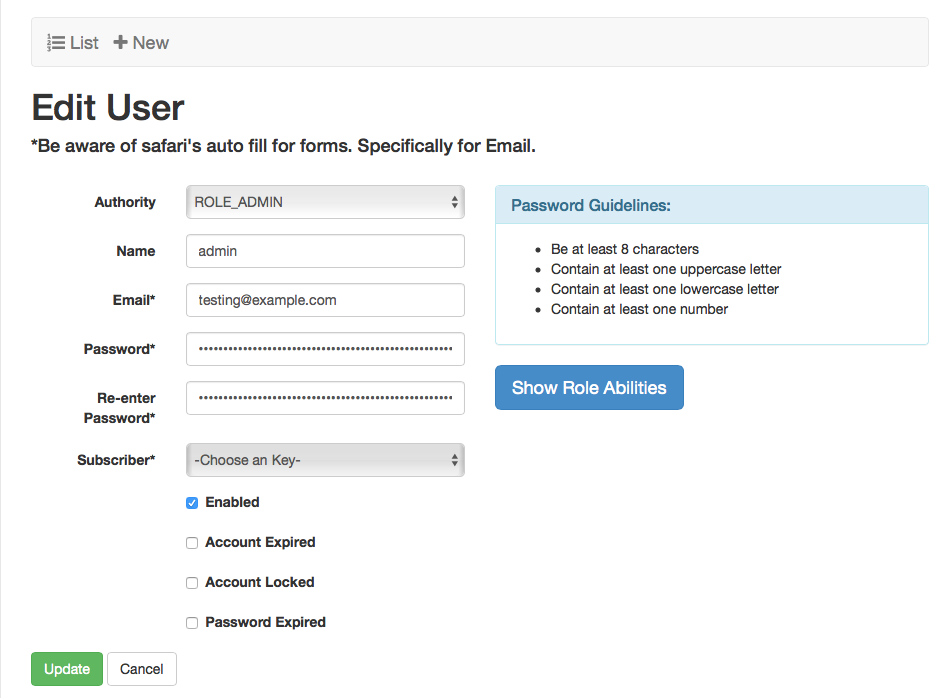 List New
Edit User
*Be aware of safari's auto fill for forms. Specifically for Email.
Authority ROLE_ADMIN
Name admin
Email* testing@example.com
Password*
Re-enter
Password*
Subscriber* -Choose an Key-
Enabled
Account Expired
Account Locked
Password Expired
Update Cancel
Password Guidelines:
Be at least 8 characters
Contain at least one uppercase letter
Contain at least one lowercase letter
Contain at least one number
Show Role Abilities